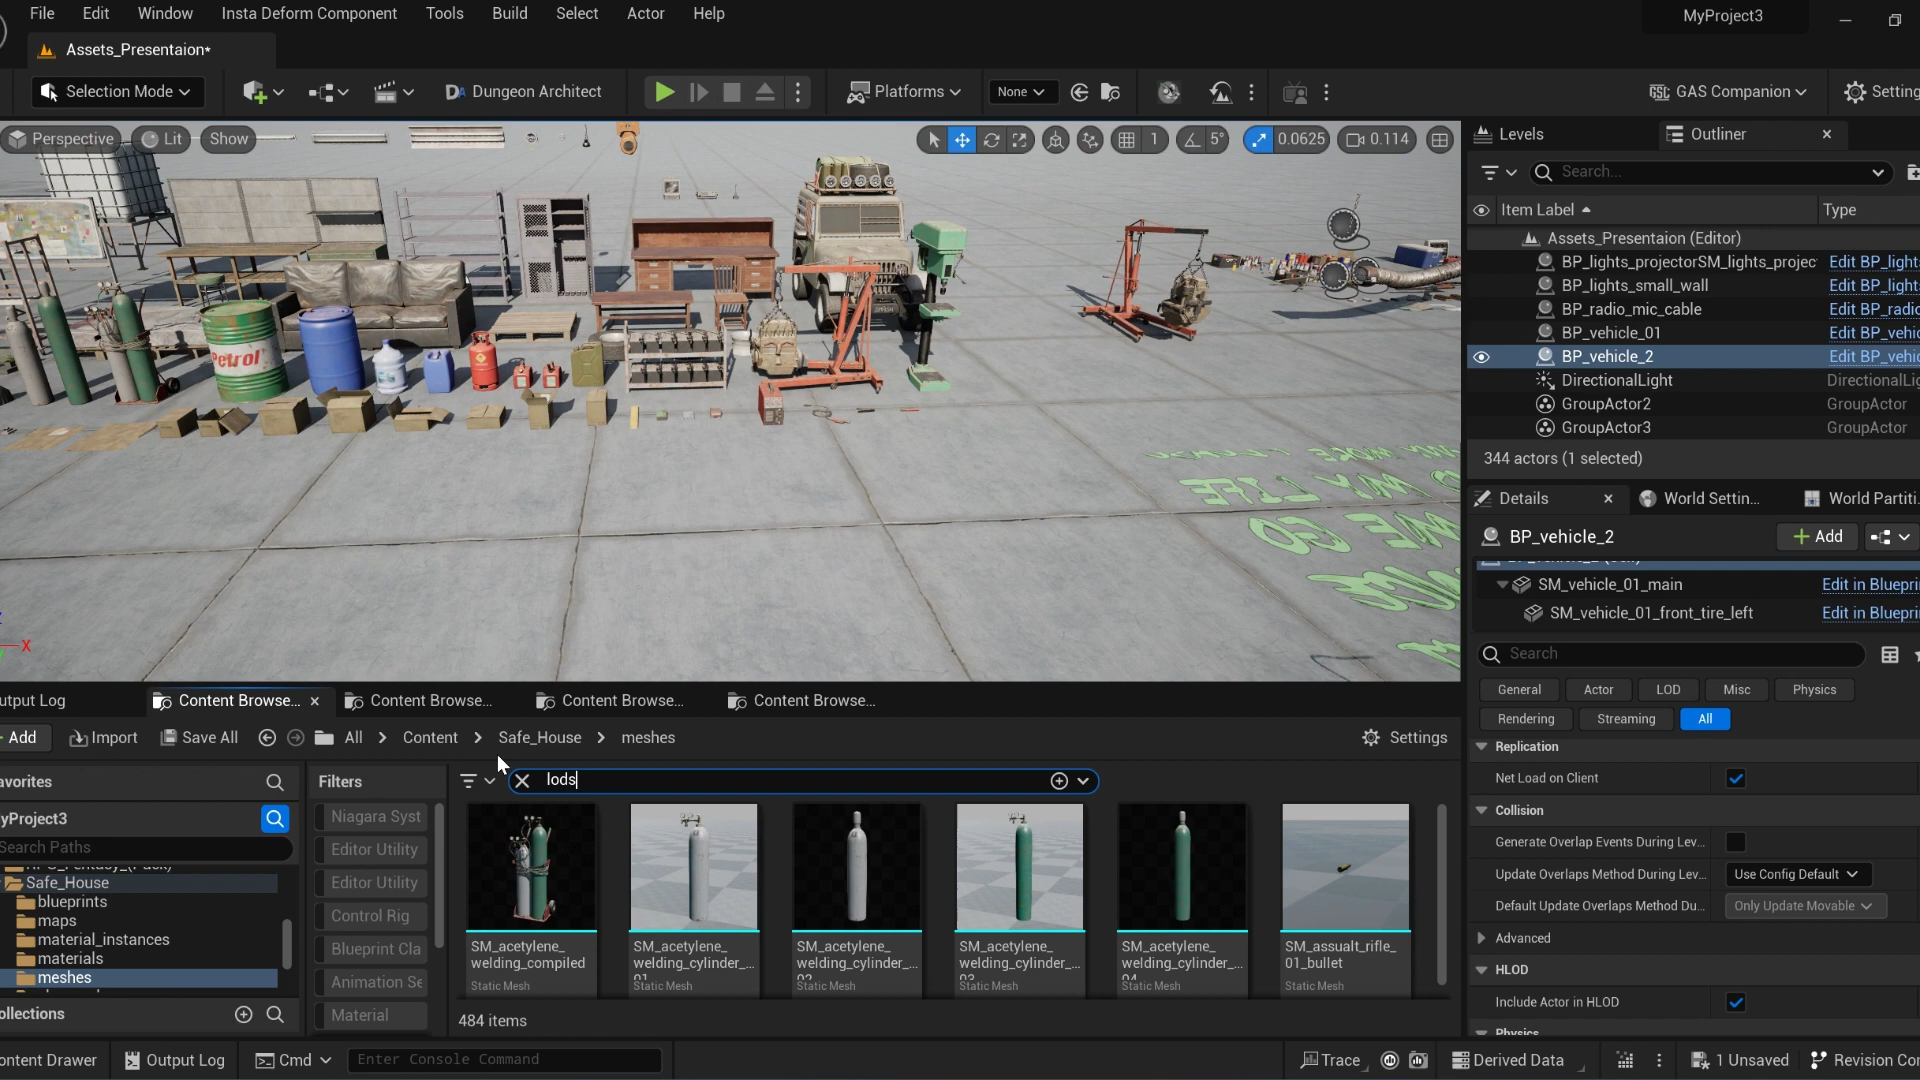 File Edit Window Insta Deform Component Tools Build Select Actor Help MyProject3
Assets_Presentaion*
Selection Mode Dungeon Architect Platforms None GAS Companion Setting
Perspective Lit Show 1 5° 0.0625 0.114
Levels Outliner
Search...
Item Label Type
Assets_Presentaion (Editor)
BP_lights_projectorSM_lights_projec Edit BP_light
BP_lights_small_wall Edit BP_light
BP_radio_mic_cable Edit BP_radi
BP_vehicle_01 Edit BP_vehi
BP_vehicle_2 Edit BP_vehi
DirectionalLight DirectionalLi
GroupActor2 GroupActor
GroupActor3 GroupActor
344 actors (1 selected)
Petrol
X
Details World Settin... World Partiti
BP_vehicle_2 Add
SM_vehicle_01_main Edit in Bluepri
SM_vehicle_01_front_tire_left Edit in Bluepri
Search
General Actor LOD Misc Physics
Rendering Streaming All
Replication
Net Load on Client
Collision
Generate Overlap Events During Lev...
Update Overlaps Method During Lev... Use Config Default
Default Update Overlaps Method Du... Only Update Movable
Advanced
HLOD
Include Actor in HLOD
Physics
utput Log Content Browse... Content Browse... Content Browse... Content Browse...
Add Import Save All All Content Safe_House meshes Settings
avorites
yProject3
Search Paths
Safe_House
blueprints
maps
material_instances
materials
meshes
ollections
Filters
Niagara Syst
Editor Utility
Editor Utility
Control Rig
Blueprint Cla
Animation Se
Material
lods
SM_acetylene_
welding_compiled
Static Mesh
SM_acetylene_
welding_cylinder_...
01
Static Mesh
SM_acetylene_
welding_cylinder_...
02
Static Mesh
SM_acetylene_
welding_cylinder_...
03
Static Mesh
SM_acetylene_
welding_cylinder_...
04
Static Mesh
SM_assualt_rifle_
01_bullet
Static Mesh
484 items
ontent Drawer Output Log Cmd Enter Console Command Trace Derived Data 1 Unsaved Revision Con